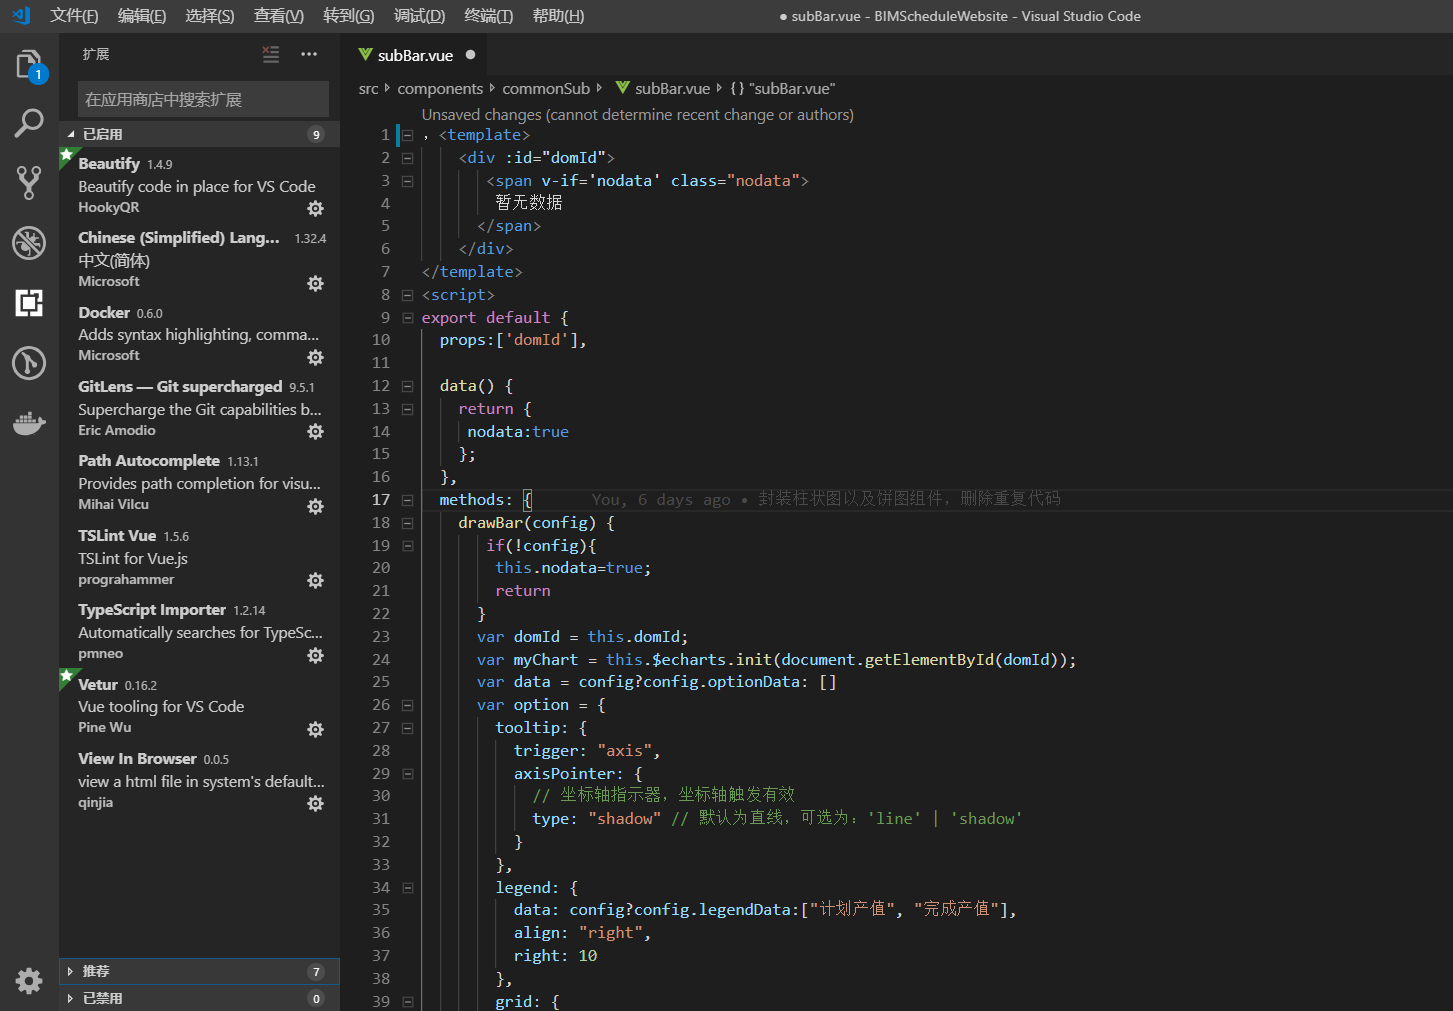 文件(F) 编辑(E) 选择(S) 查看(V) 转到(G) 调试(D) 终端(T) 帮助(H) ● subBar.vue - BIMScheduleWebsite - Visual Studio Code
扩展
在应用商店中搜索扩展
已启用 9
Beautify 1.4.9
Beautify code in place for VS Code
HookyQR
Chinese (Simplified) Lang... 1.32.4
中文(简体)
Microsoft
Docker 0.6.0
Adds syntax highlighting, comma...
Microsoft
GitLens — Git supercharged 9.5.1
Supercharge the Git capabilities b...
Eric Amodio
Path Autocomplete 1.13.1
Provides path completion for visu...
Mihai Vilcu
TSLint Vue 1.5.6
TSLint for Vue.js
prograhammer
TypeScript Importer 1.2.14
Automatically searches for TypeSc...
pmneo
Vetur 0.16.2
Vue tooling for VS Code
Pine Wu
View In Browser 0.0.5
view a html file in system's default...
qinjia
推荐 7
已禁用 0
1
subBar.vue ●
src components commonSub subBar.vue {} "subBar.vue"
Unsaved changes (cannot determine recent change or authors)
1 , <template>
2 <div :id="domId">
3 <span v-if='nodata' class="nodata">
4 暂无数据
5 </span>
6 </div>
7 </template>
8 <script>
9 export default {
10 props:['domId'],
11
12 data() {
13 return {
14 nodata:true
15 };
16 },
17 methods: { You, 6 days ago • 封装柱状图以及饼图组件，删除重复代码
18 drawBar(config) {
19 if(!config){
20 this.nodata=true;
21 return
22 }
23 var domId = this.domId;
24 var myChart = this.$echarts.init(document.getElementById(domId));
25 var data = config?config.optionData: []
26 var option = {
27 tooltip: {
28 trigger: "axis",
29 axisPointer: {
30 // 坐标轴指示器，坐标轴触发有效
31 type: "shadow" // 默认为直线，可选为：'line' | 'shadow'
32 }
33 },
34 legend: {
35 data: config?config.legendData:["计划产值", "完成产值"],
36 align: "right",
37 right: 10
38 },
39 grid: {